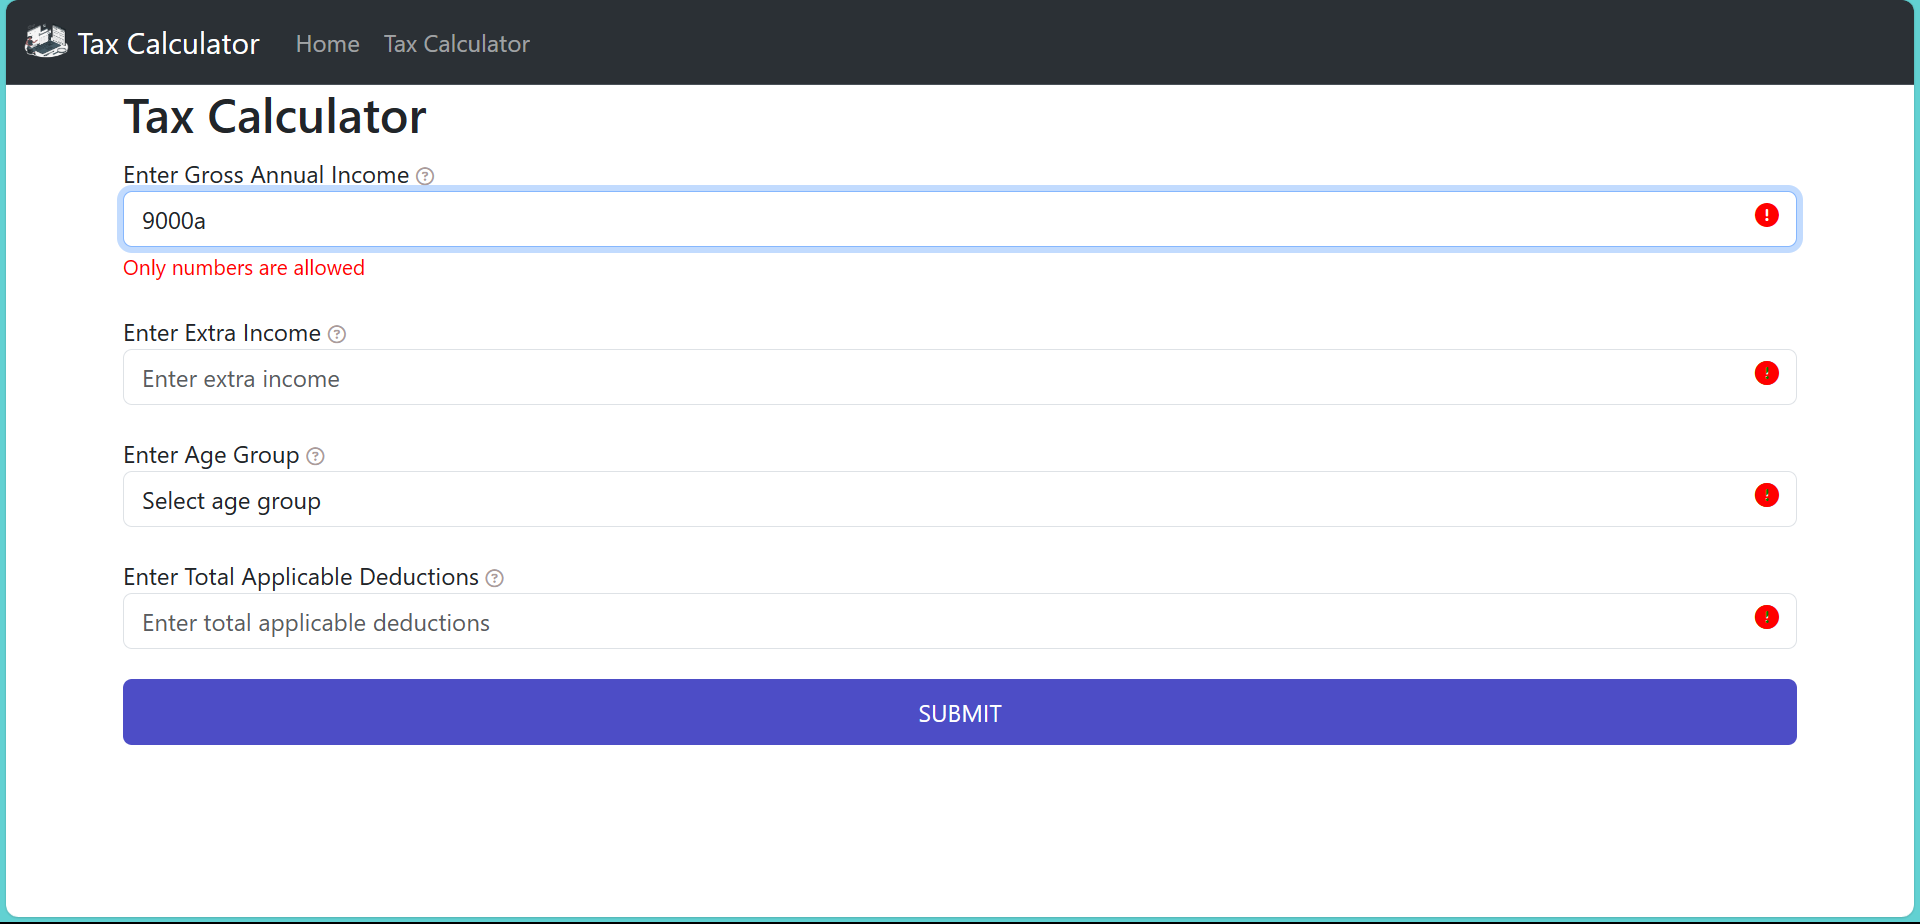 Tax Calculator Home Tax Calculator
Tax Calculator
Enter Gross Annual Income ?
9000a !
Only numbers are allowed
Enter Extra Income ?
Enter extra income
Enter Age Group ?
Select age group
Enter Total Applicable Deductions ?
Enter total applicable deductions
SUBMIT